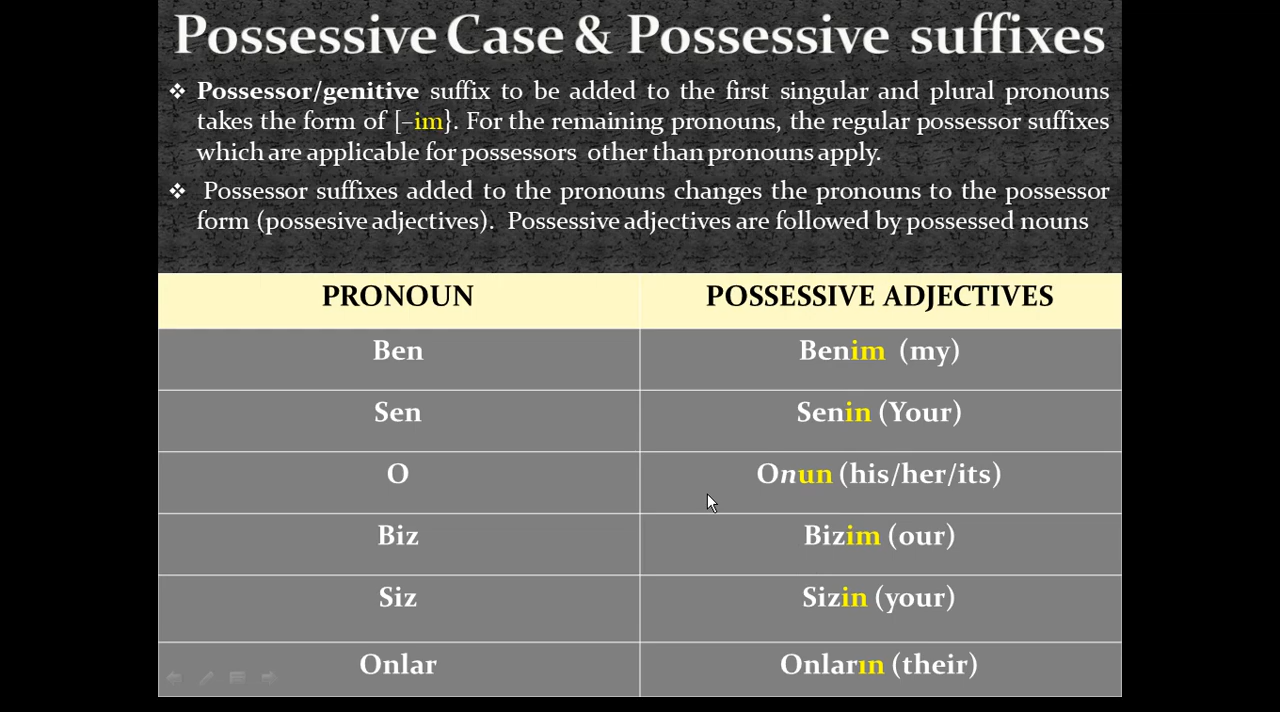 Possessive Case & Possessive suffixes
❖ Possessor/genitive suffix to be added to the first singular and plural pronouns
takes the form of [–im}. For the remaining pronouns, the regular possessor suffixes
which are applicable for possessors other than pronouns apply.
❖ Possessor suffixes added to the pronouns changes the pronouns to the possessor
form (possesive adjectives). Possessive adjectives are followed by possessed nouns
PRONOUN POSSESSIVE ADJECTIVES
Ben Benim (my)
Sen Senin (Your)
O Onun (his/her/its)
Biz Bizim (our)
Siz Sizin (your)
Onlar Onların (their)